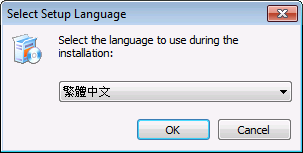 Select Setup Language
Select the language to use during the
installation:
繁體中文
OK
Cancel